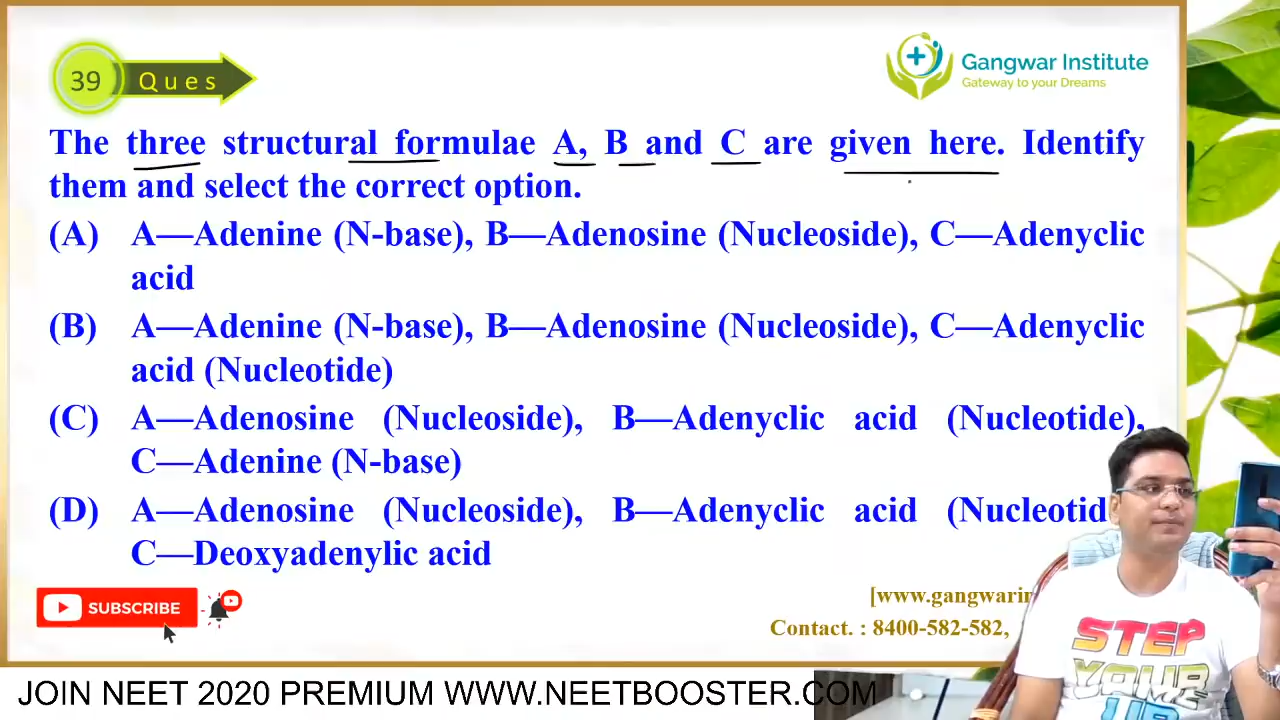 39 Ques
Gangwar Institute
Gateway to your Dreams
The three structural formulae A, B and C are given here. Identify
them and select the correct option.
(A) A—Adenine (N-base), B—Adenosine (Nucleoside), C—Adenyclic
acid
(B) A—Adenine (N-base), B—Adenosine (Nucleoside), C—Adenyclic
acid (Nucleotide)
(C) A—Adenosine (Nucleoside), B—Adenyclic acid (Nucleotide),
C—Adenine (N-base)
(D) A—Adenosine (Nucleoside), B—Adenyclic acid (Nucleotid
C—Deoxyadenylic acid
SUBSCRIBE
[www.gangwarin
Contact. : 8400-582-582,
STEP
YOUR
UP
JOIN NEET 2020 PREMIUM WWW.NEETBOOSTER.COM